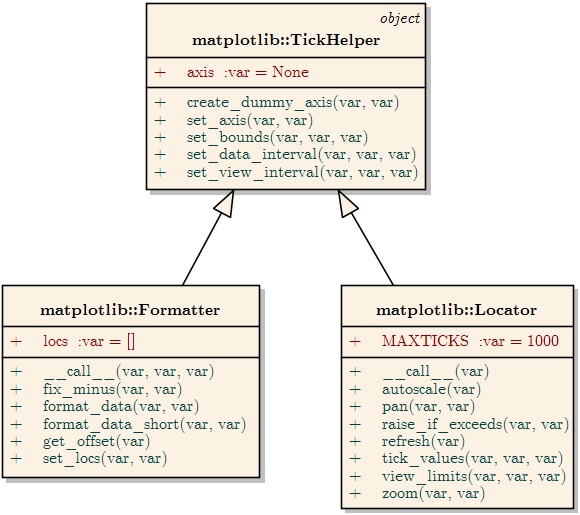 object
matplotlib::TickHelper
+ axis :var = None
+ create_dummy_axis(var, var)
+ set_axis(var, var)
+ set_bounds(var, var, var)
+ set_data_interval(var, var, var)
+ set_view_interval(var, var, var)
matplotlib::Formatter
+ locs :var = []
+ __call__(var, var, var)
+ fix_minus(var, var)
+ format_data(var, var)
+ format_data_short(var, var)
+ get_offset(var)
+ set_locs(var, var)
matplotlib::Locator
+ MAXTICKS :var = 1000
+ __call__(var)
+ autoscale(var)
+ pan(var, var)
+ raise_if_exceeds(var, var)
+ refresh(var)
+ tick_values(var, var, var)
+ view_limits(var, var, var)
+ zoom(var, var)